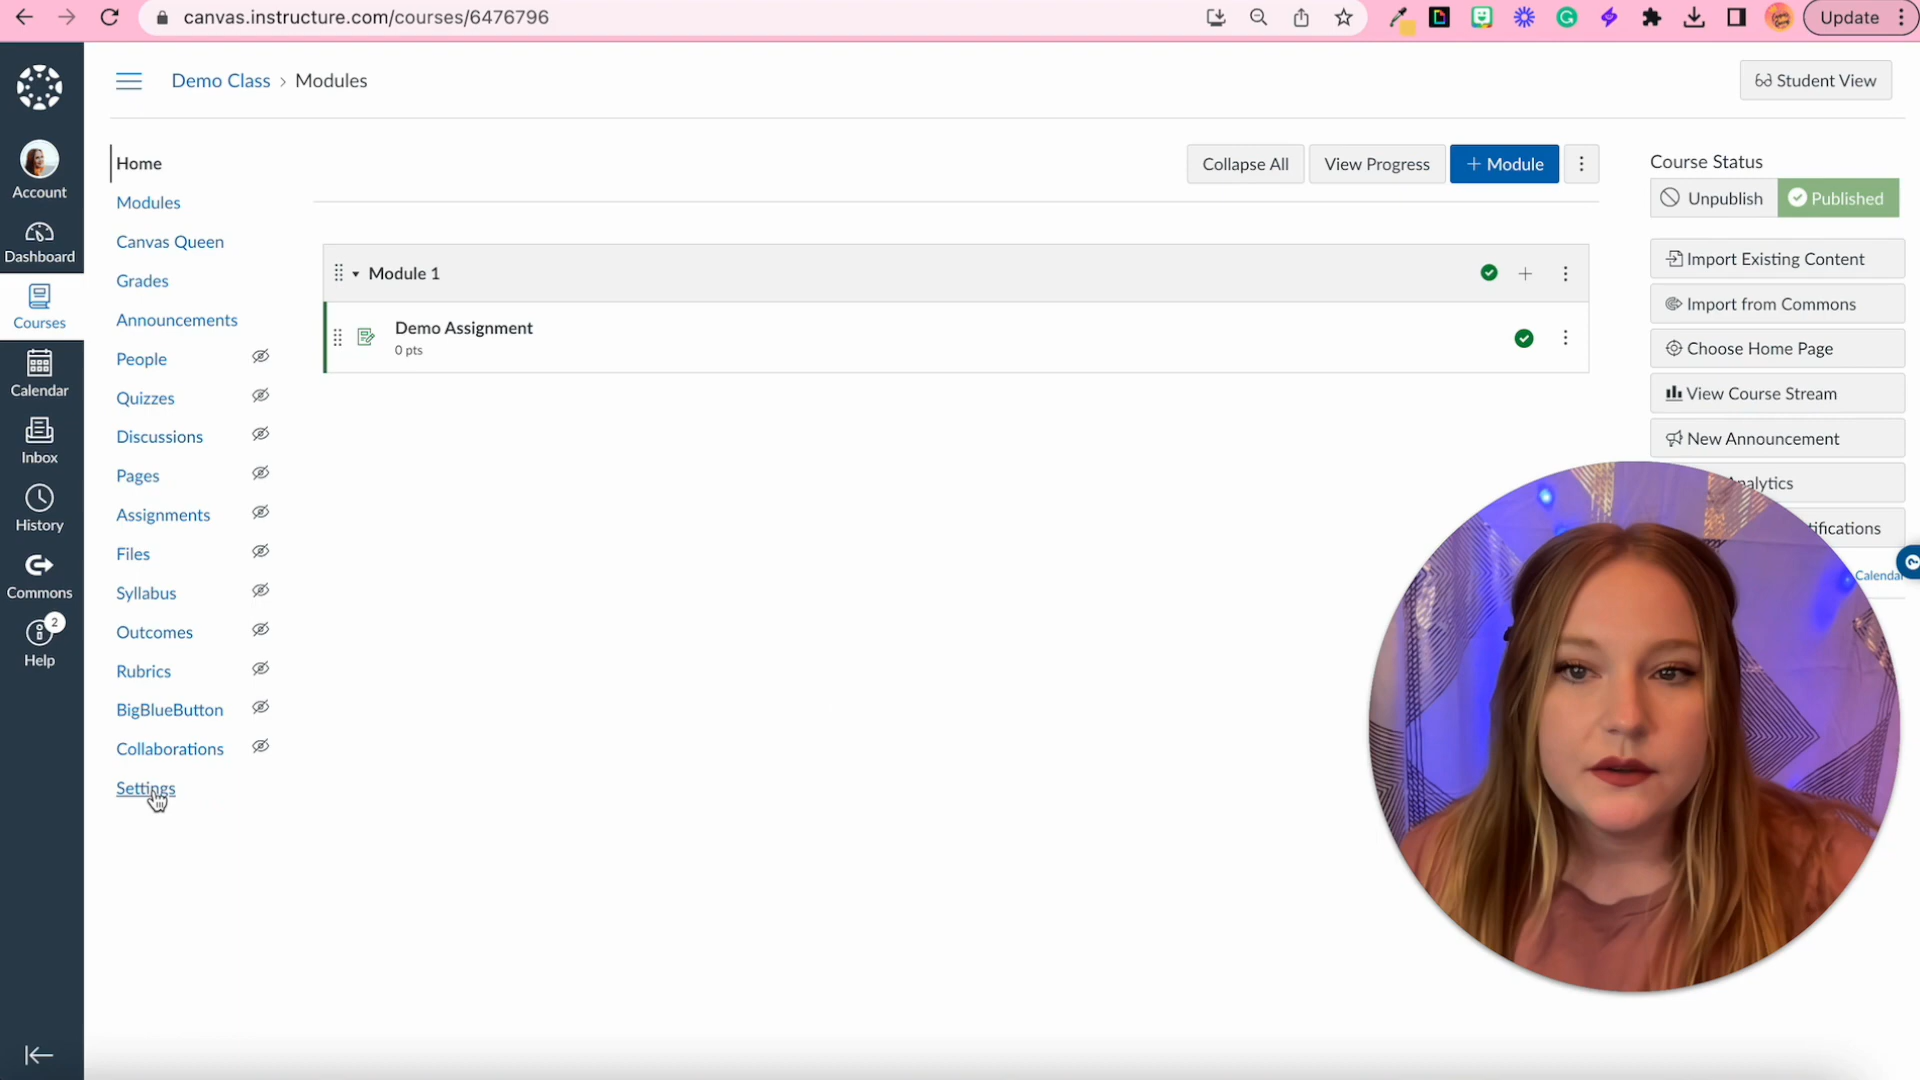 canvas.instructure.com/courses/6476796
Update
Demo Class › Modules
Student View
Account
Dashboard
Courses
Calendar
Inbox
History
Commons
2
Help
Home
Modules
Canvas Queen
Grades
Announcements
People
Quizzes
Discussions
Pages
Assignments
Files
Syllabus
Outcomes
Rubrics
BigBlueButton
Collaborations
Settings
Collapse All
View Progress
+ Module
Module 1
Demo Assignment
0 pts
Course Status
Unpublish
Published
Import Existing Content
Import from Commons
Choose Home Page
View Course Stream
New Announcement